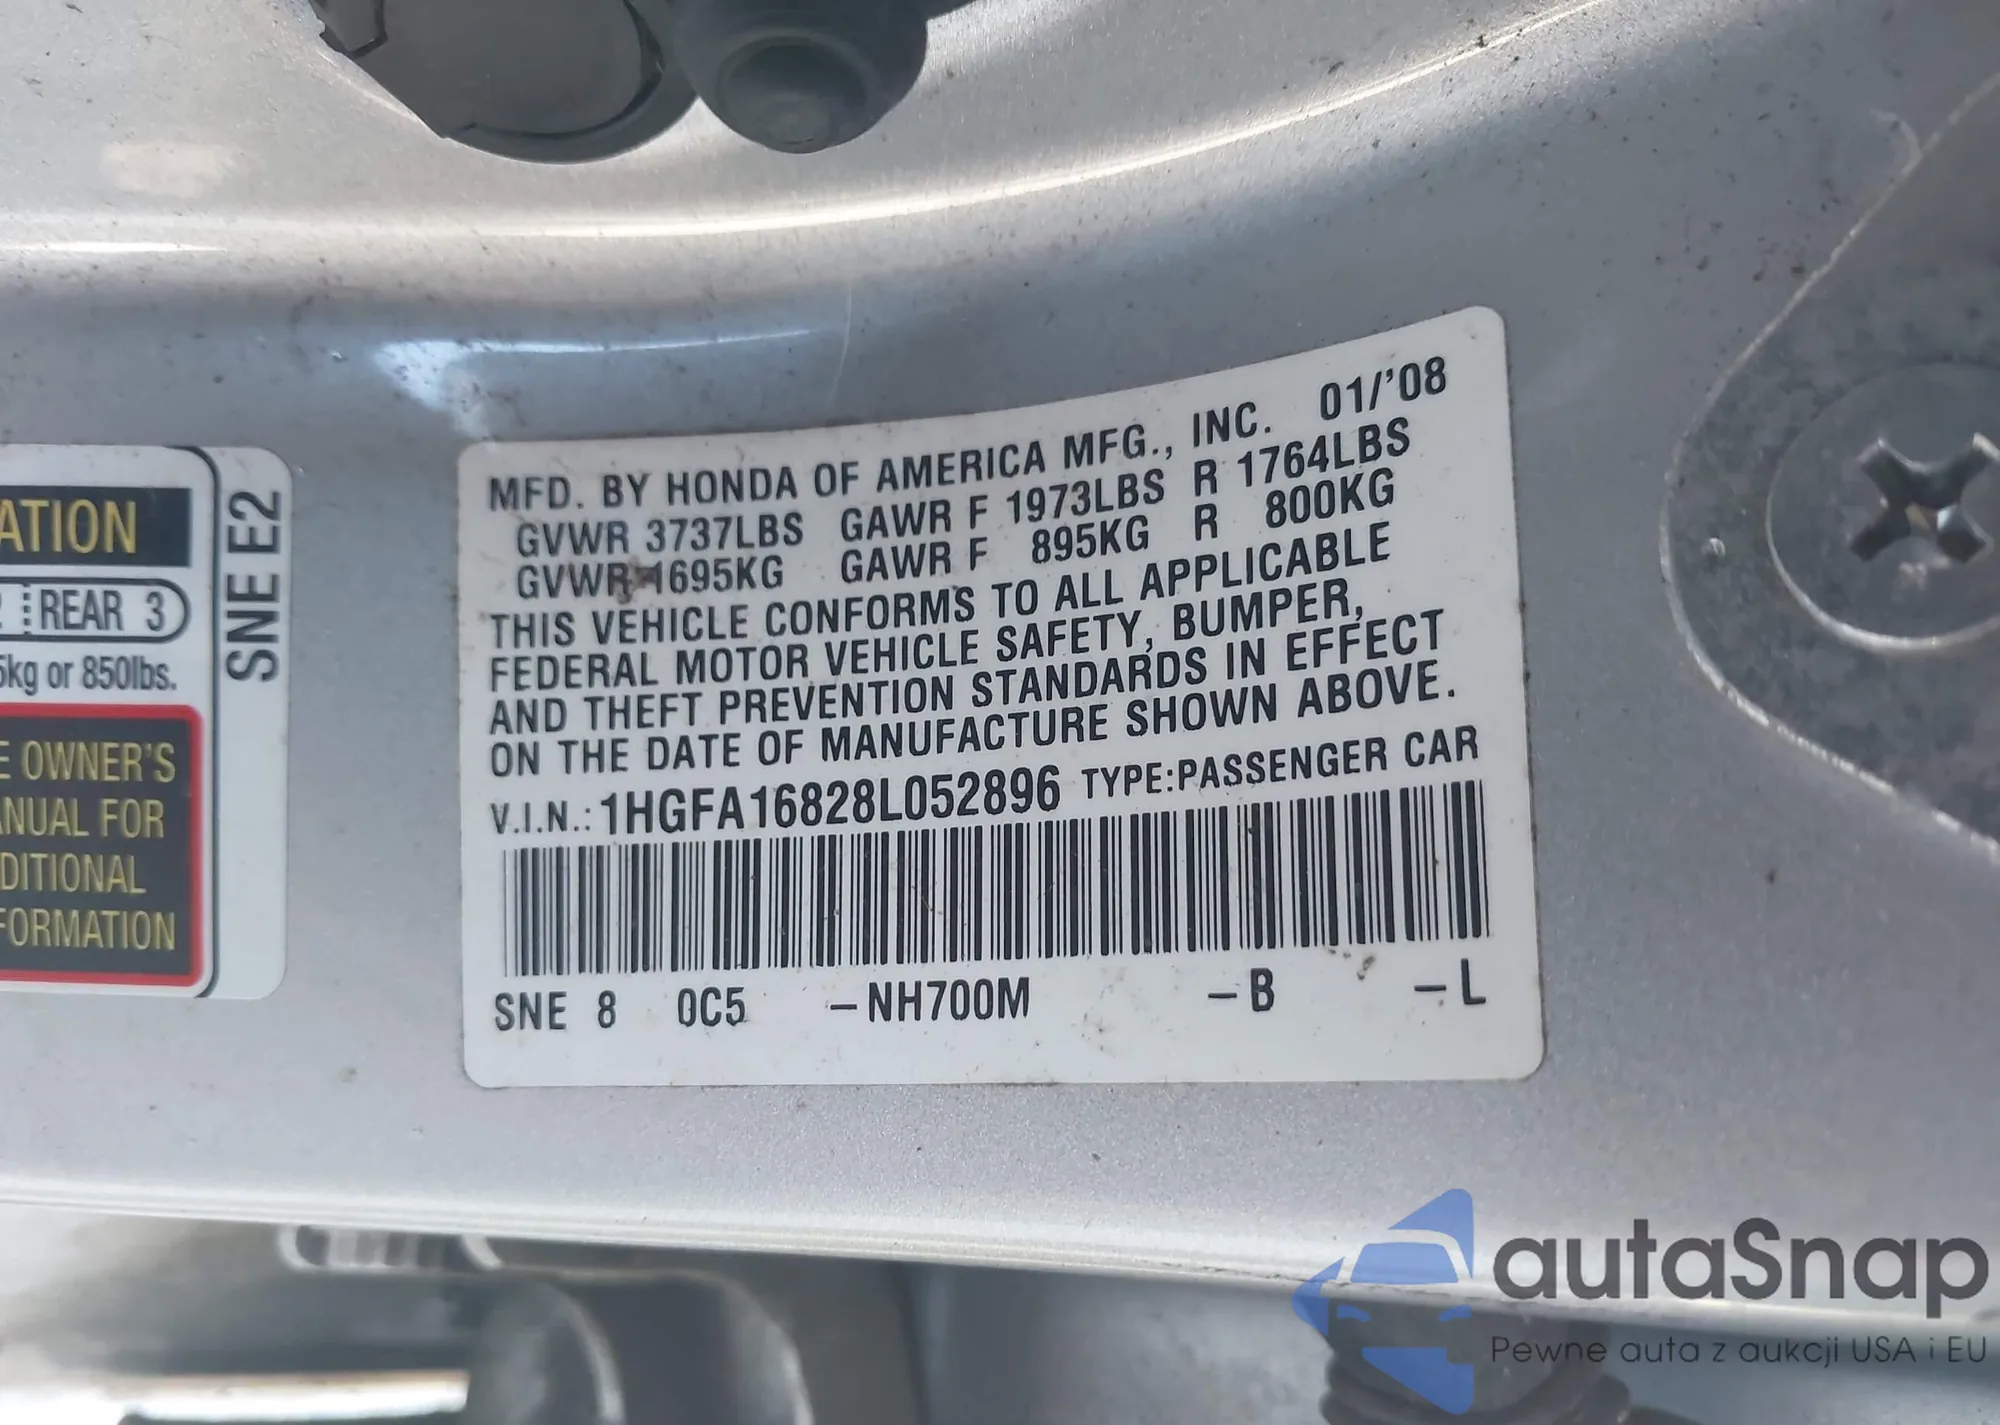 ATION
REAR 3
5kg or 850lbs.
E OWNER'S
ANUAL FOR
DITIONAL
FORMATION
SNE E2
MFD. BY HONDA OF AMERICA MFG., INC. 01/'08
GVWR 3737LBS GAWR F 1973LBS R 1764LBS
GVWR 1695KG GAWR F 895KG R 800KG
THIS VEHICLE CONFORMS TO ALL APPLICABLE
FEDERAL MOTOR VEHICLE SAFETY, BUMPER,
AND THEFT PREVENTION STANDARDS IN EFFECT
ON THE DATE OF MANUFACTURE SHOWN ABOVE.
V.I.N.: 1HGFA16828L052896 TYPE:PASSENGER CAR
SNE 8 0C5 -NH700M -B -L
autaSnap
Pewne auta z aukcji USA i EU